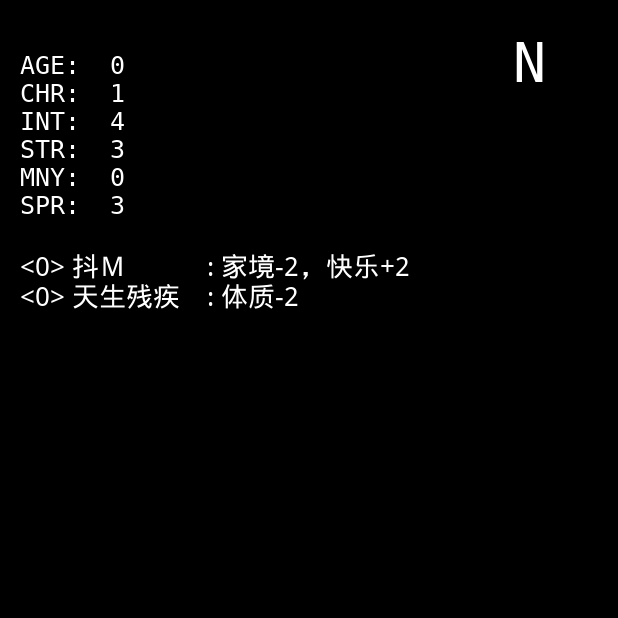 N
AGE: 0
CHR: 1
INT: 4
STR: 3
MNY: 0
SPR: 3
<0> 抖M : 家境-2，快乐+2
<0> 天生残疾 : 体质-2